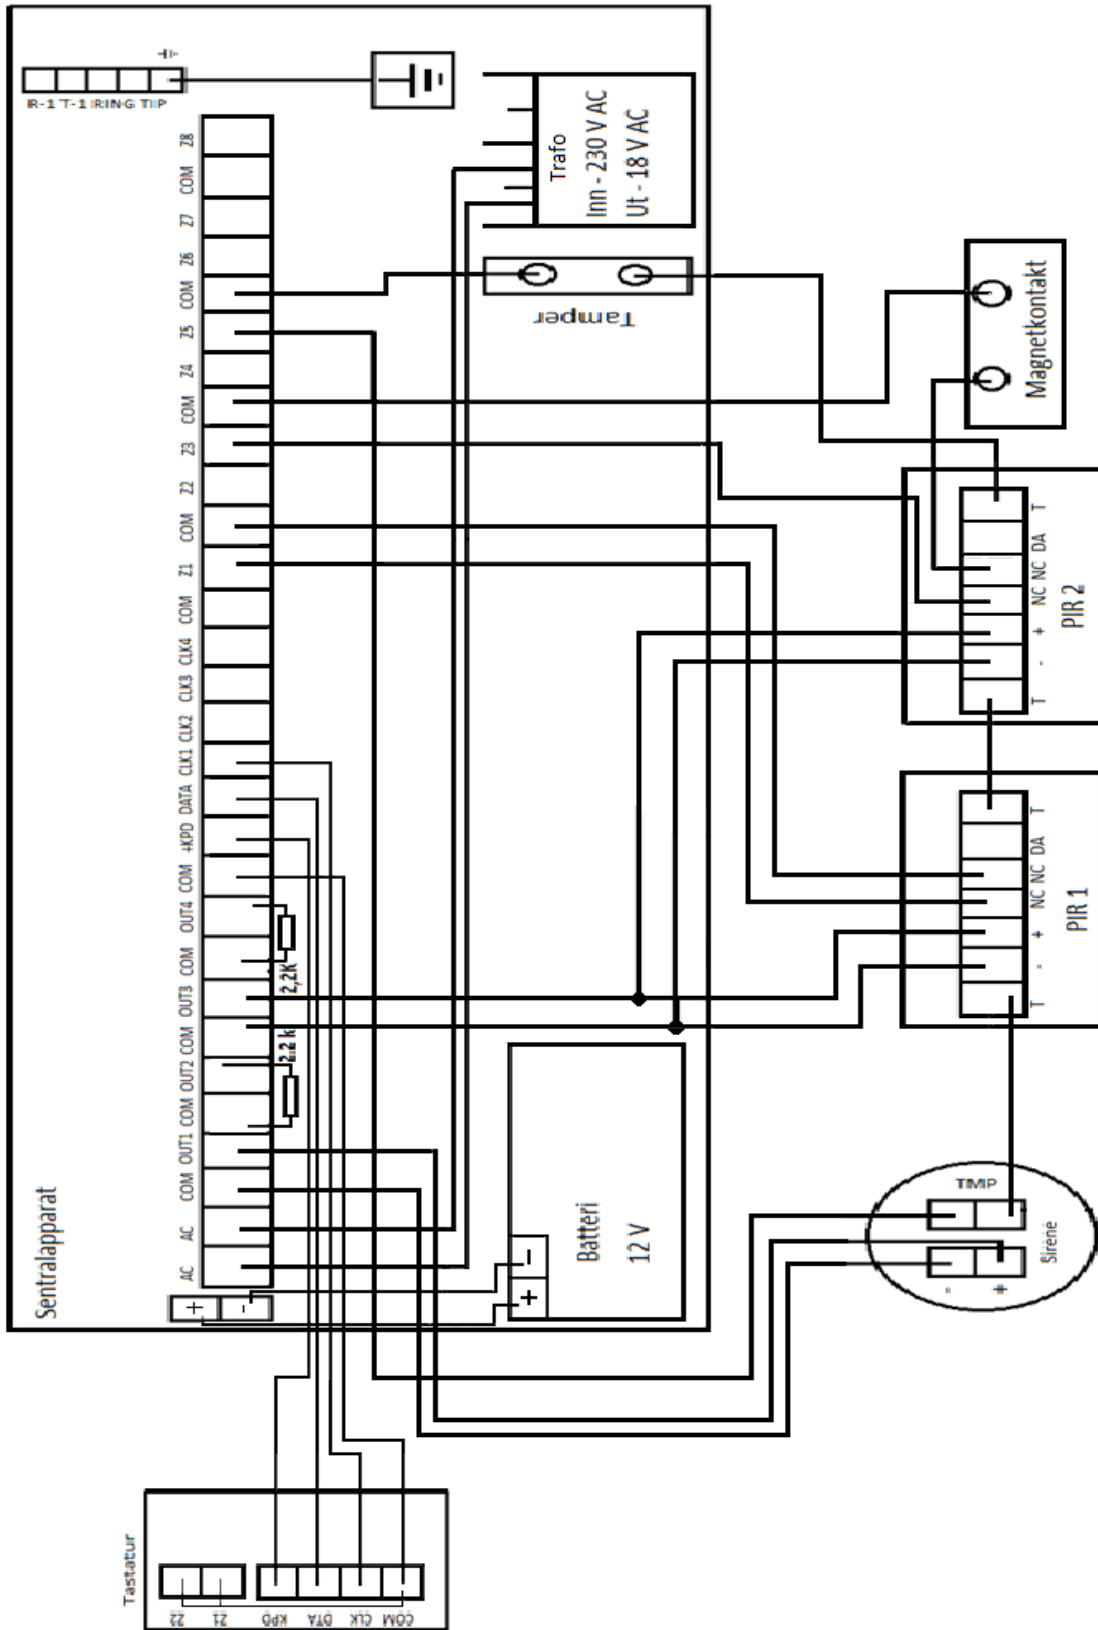 Sentralapparat
R-1 T-1 RING TIP
Z8
COM
Z7
Z6
COM
Z5
Z4
COM
Z3
Z2
COM
Z1
COM
CLK4
CLK3
CLK2
CLK1
DATA
+KPD
COM
OUT4
COM
OUT3
COM
OUT2
COM
OUT1
COM
AC
AC
+
-
2,2K
2.2 k
Trafo
Inn - 230 V AC
Ut - 18 V AC
Tamper
Batteri
12 V
-
+
Magnetkontakt
T - + NC NC DA T
PIR 2
T - + NC NC DA T
PIR 1
TMP
- +
Sirene
Tastatur
Z2
Z1
KPD
DTA
CLK
COM